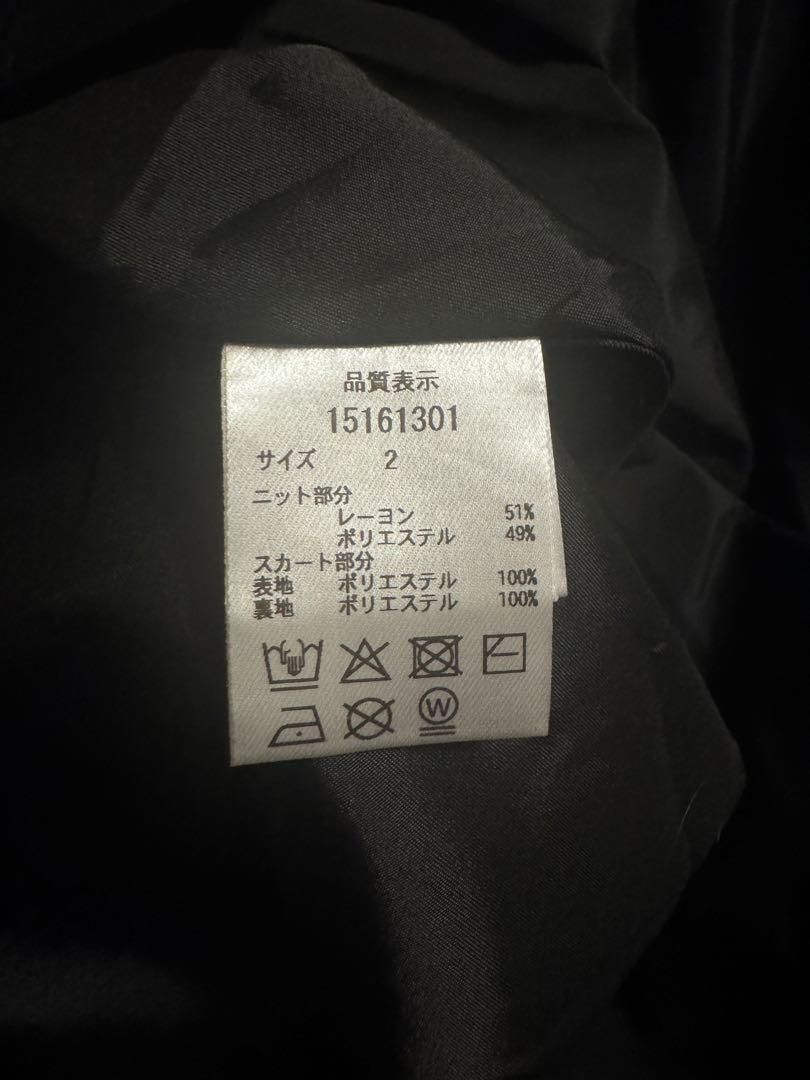 品質表示
15161301
サイズ 2
ニット部分
レーヨン 51%
ポリエステル 49%
スカート部分
表地 ポリエステル 100%
裏地 ポリエステル 100%
W